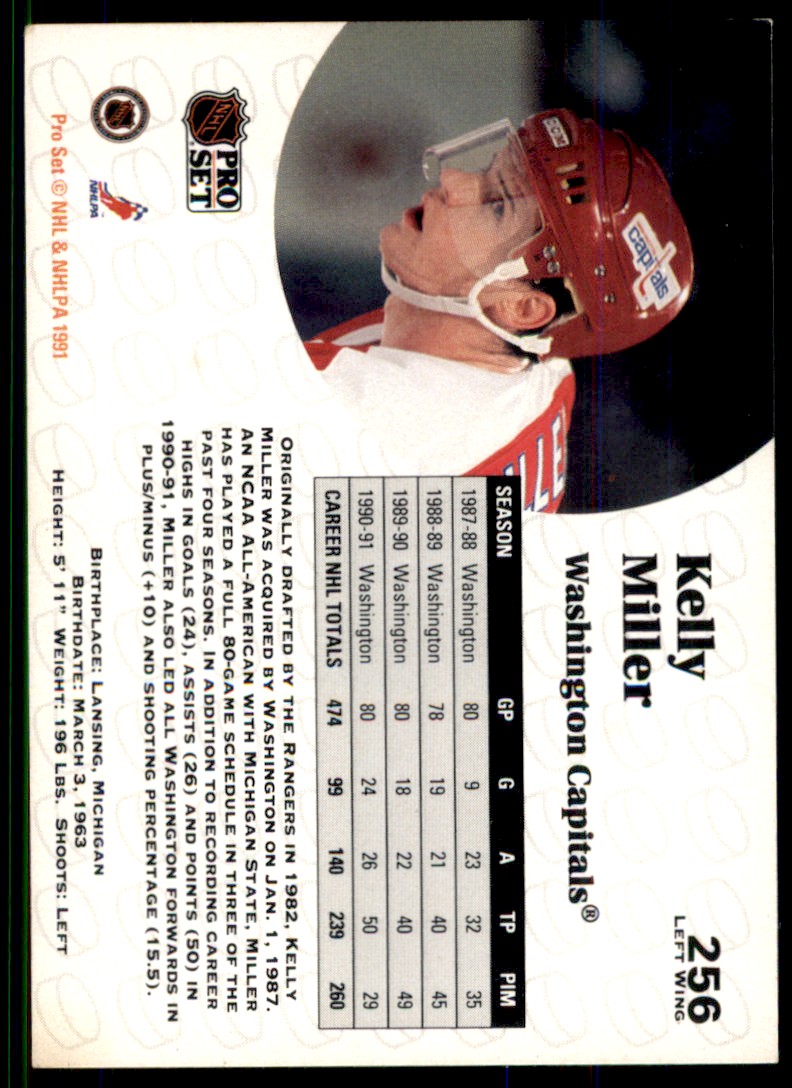 256
LEFT WING
Kelly
Miller
Washington Capitals®
CCM
capitals
LLE
SEASON GP G A TP PIM
1987-88 Washington 80 9 23 32 35
1988-89 Washington 78 19 21 40 45
1989-90 Washington 80 18 22 40 49
1990-91 Washington 80 24 26 50 29
CAREER NHL TOTALS 474 99 140 239 260
ORIGINALLY DRAFTED BY THE RANGERS IN 1982, KELLY
MILLER WAS ACQUIRED BY WASHINGTON ON JAN. 1, 1987.
AN NCAA ALL-AMERICAN WITH MICHIGAN STATE, MILLER
HAS PLAYED A FULL 80-GAME SCHEDULE IN THREE OF THE
PAST FOUR SEASONS. IN ADDITION TO RECORDING CAREER
HIGHS IN GOALS (24), ASSISTS (26) AND POINTS (50) IN
1990-91, MILLER ALSO LED ALL WASHINGTON FORWARDS IN
PLUS/MINUS (+10) AND SHOOTING PERCENTAGE (15.5).
BIRTHPLACE: LANSING, MICHIGAN
BIRTHDATE: MARCH 3, 1963
HEIGHT: 5' 11" WEIGHT: 196 LBS. SHOOTS: LEFT
NHL
PRO
SET
NHLPA
Pro Set © NHL & NHLPA 1991